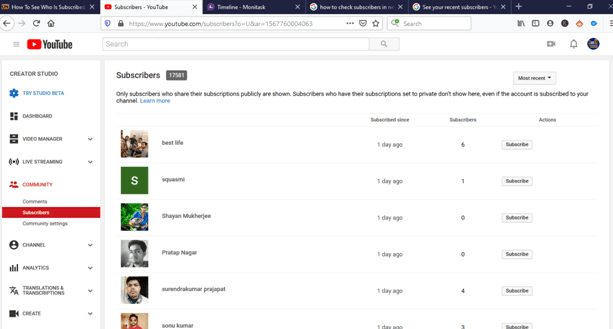 How To See Who Is Subscribed
Subscribers - YouTube
Timeline - Monitask
how to check subscribers in n
See your recent subscribers - Y
https://www.youtube.com/subscribers?o=U&ar=1567760004063
Search
YouTube
Search
CREATOR STUDIO
TRY STUDIO BETA
DASHBOARD
VIDEO MANAGER
LIVE STREAMING
COMMUNITY
Comments
Subscribers
Community settings
CHANNEL
ANALYTICS
TRANSLATIONS &
TRANSCRIPTIONS
CREATE
Subscribers 17581
Most recent
Only subscribers who share their subscriptions publicly are shown. Subscribers who have their subscriptions set to private don't show here, even if the account is subscribed to your
channel. Learn more
Subscribed since Subscribers Actions
best life 1 day ago 6 Subscribe
S
squasmi 1 day ago 1 Subscribe
Shayan Mukherjee 1 day ago 0 Subscribe
Pratap Nagar 1 day ago 0 Subscribe
surendrakumar prajapat 1 day ago 4 Subscribe
sonu kumar 1 day ago 3 Subscribe